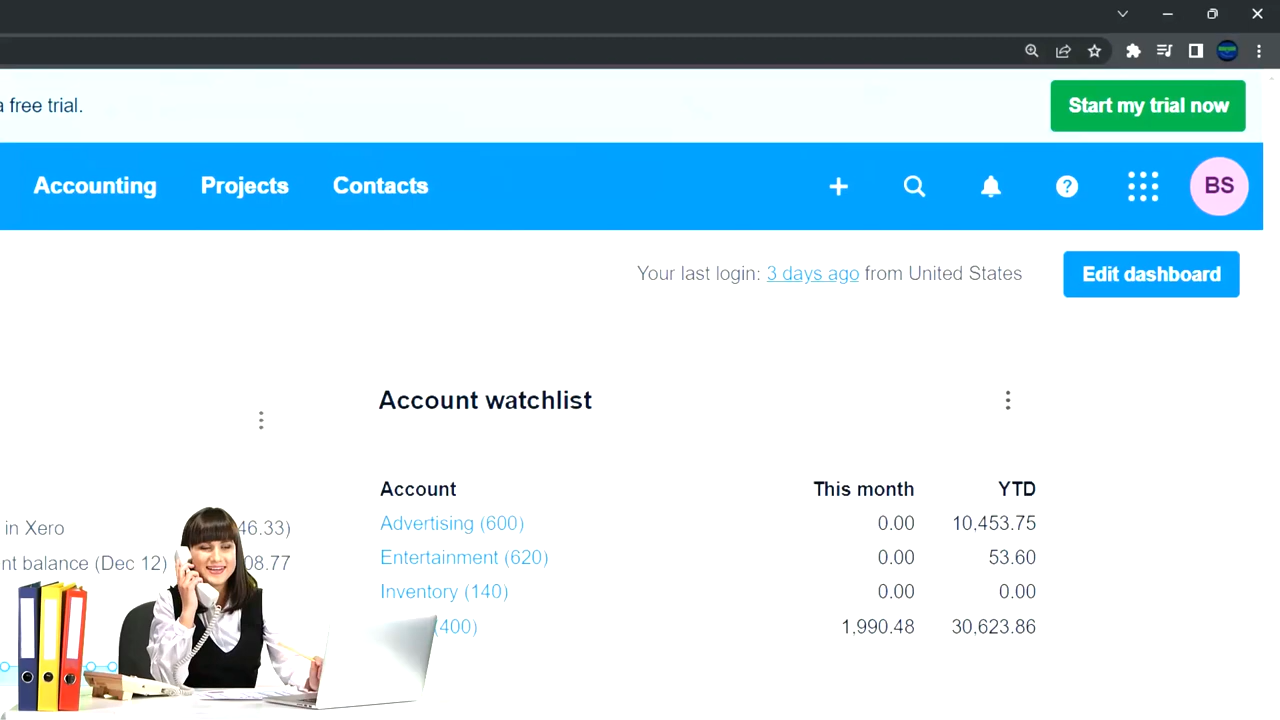 a free trial.
Start my trial now
Accounting Projects Contacts
BS
Your last login: 3 days ago from United States
Edit dashboard
Account watchlist
Account This month YTD
Advertising (600) 0.00 10,453.75
in Xero 46.33)
Entertainment (620) 0.00 53.60
nt balance (Dec 12) 08.77
Inventory (140) 0.00 0.00
(400) 1,990.48 30,623.86